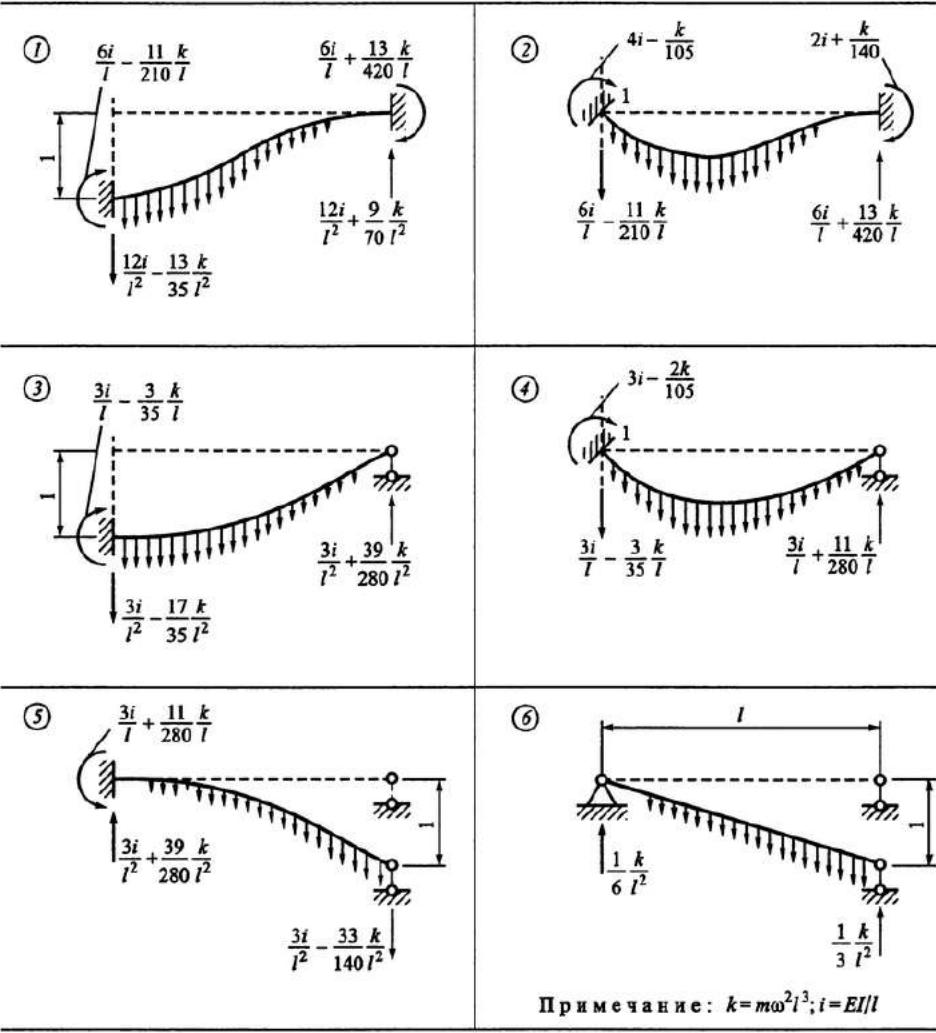 ①
6i/l − 11/210 k/l
6i/l + 13/420 k/l
1
12i/l² + 9/70 k/l²
12i/l² − 13/35 k/l²
②
4i − k/105
2i + k/140
1
6i/l − 11/210 k/l
6i/l + 13/420 k/l
③
3i/l − 3/35 k/l
1
3i/l² + 39/280 k/l²
3i/l² − 17/35 k/l²
④
3i − 2k/105
1
3i/l − 3/35 k/l
3i/l + 11/280 k/l
⑤
3i/l + 11/280 k/l
1
3i/l² + 39/280 k/l²
3i/l² − 33/140 k/l²
⑥
l
1
1/6 k/l²
1/3 k/l²
Примечание: k=mω²l³; i=EI/l